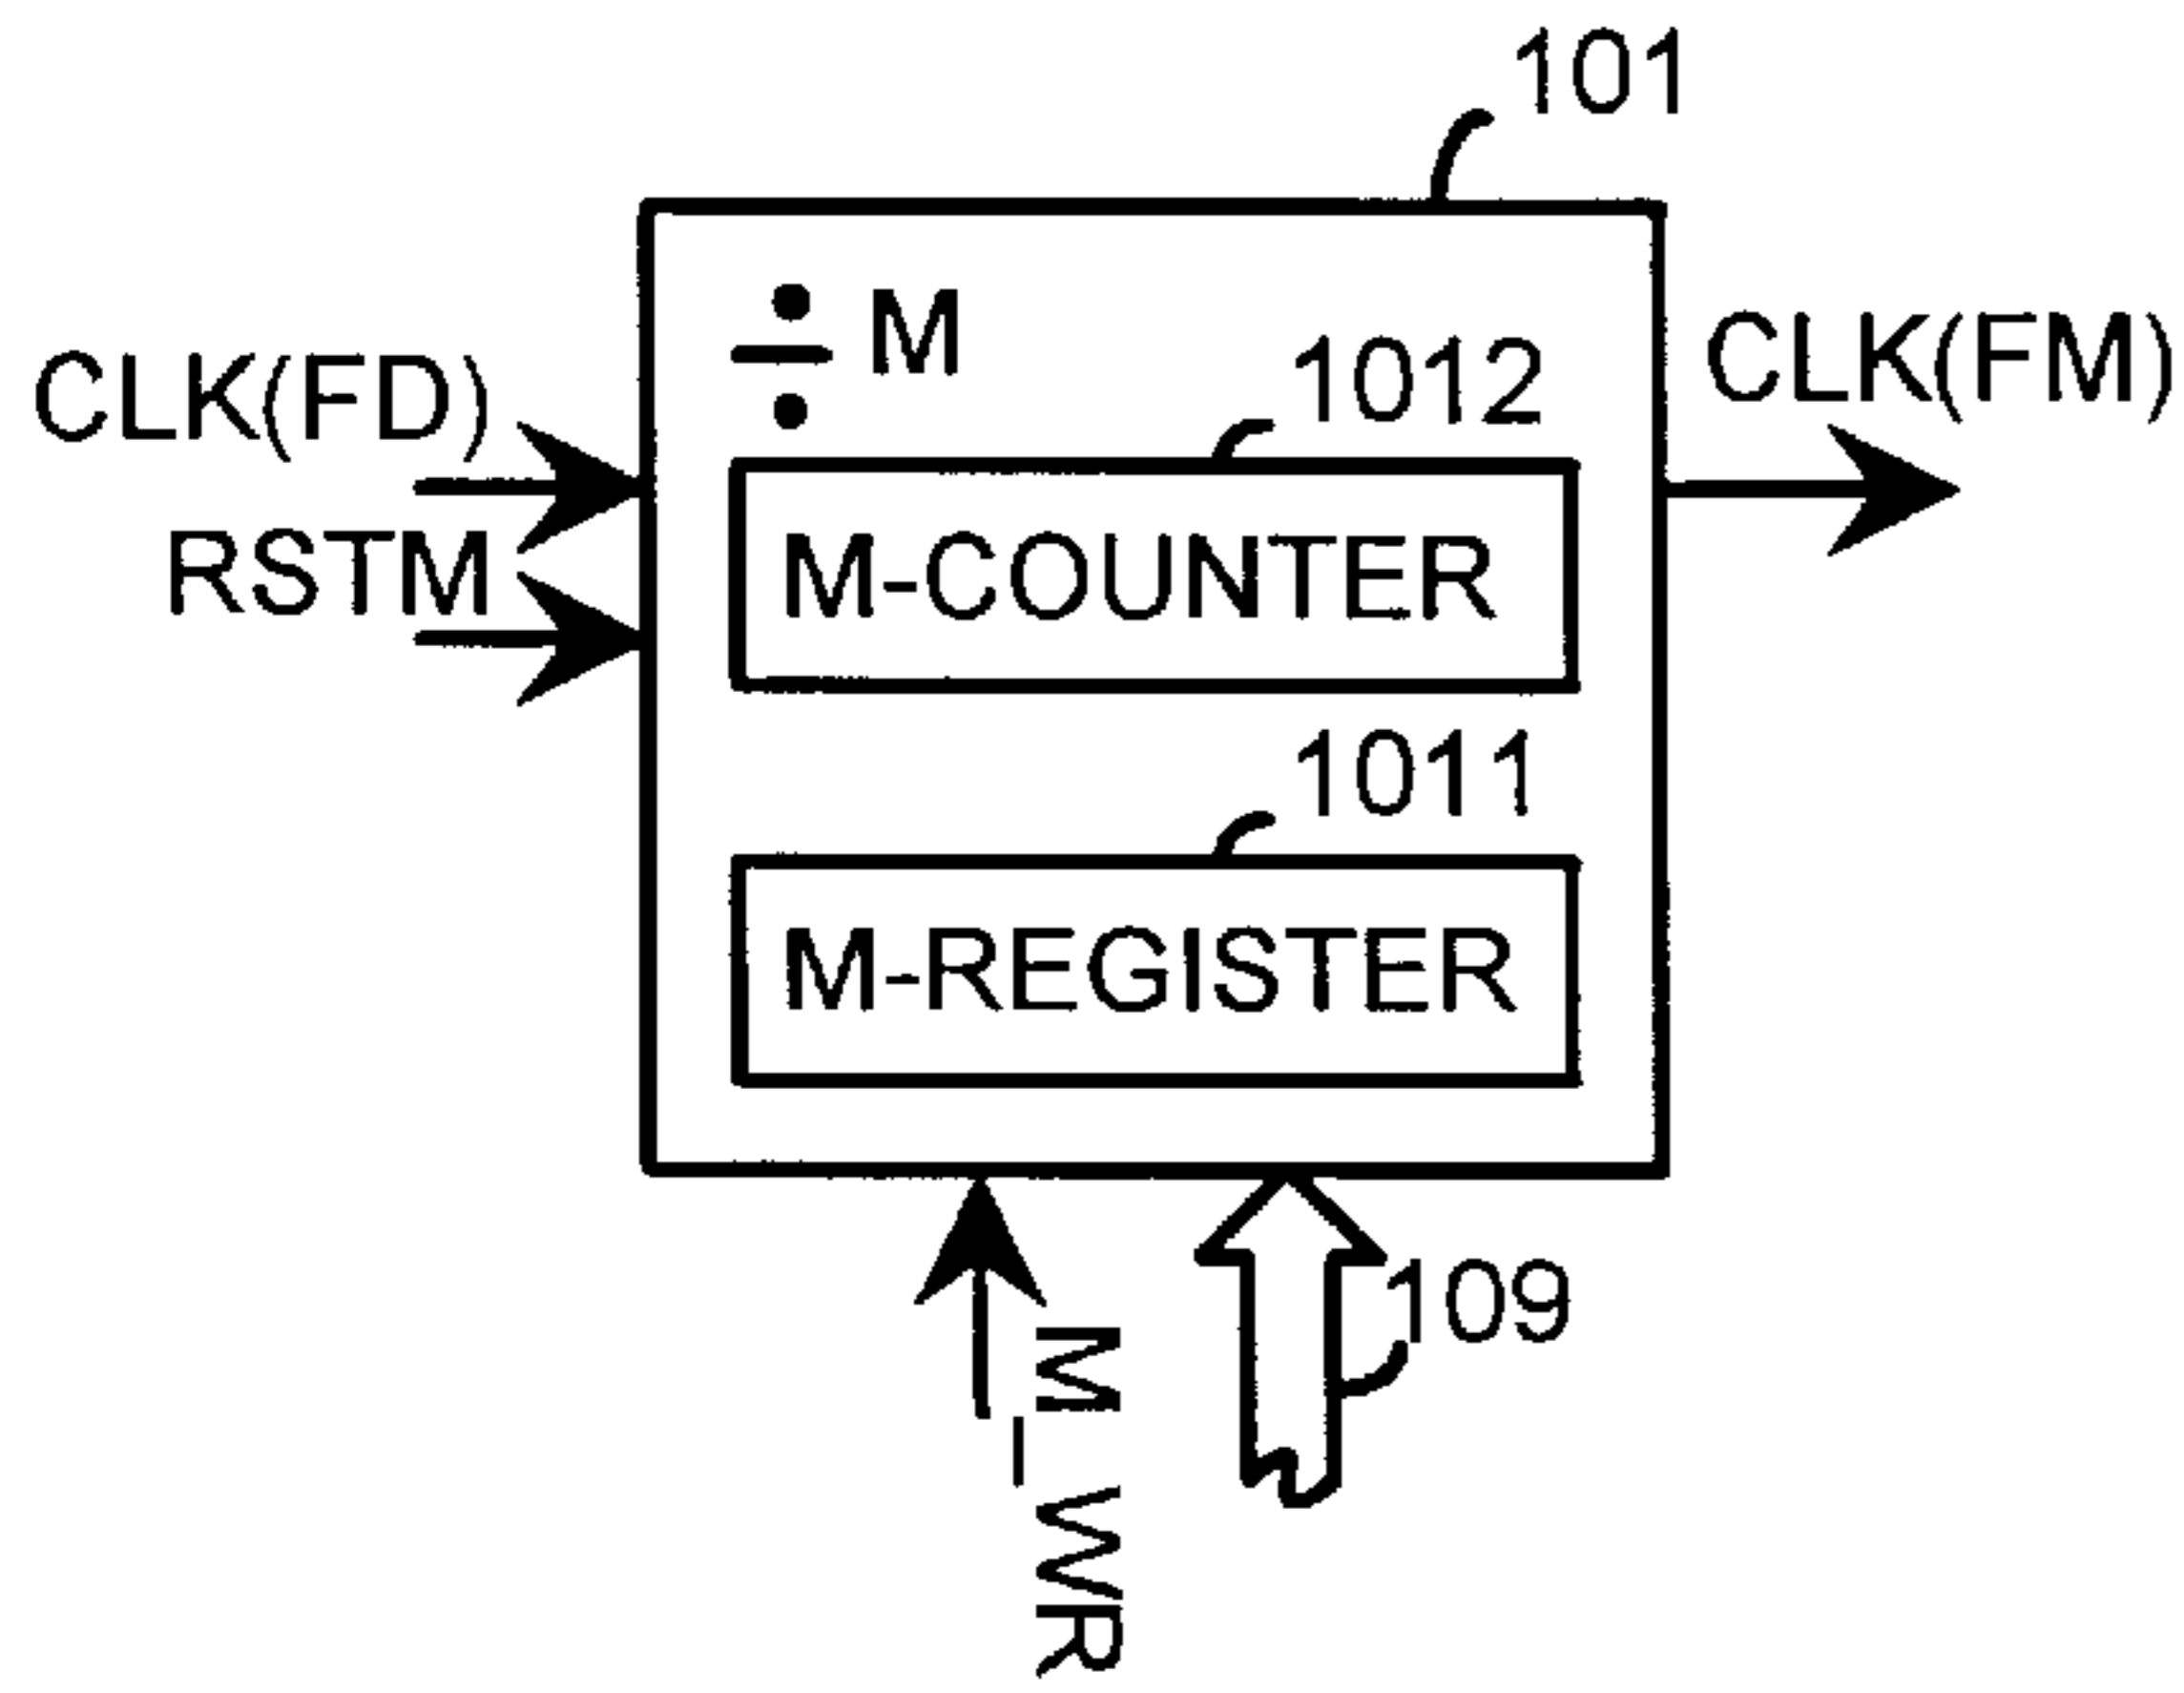 101
÷ M
CLK(FD)
CLK(FM)
1012
RSTM
M-COUNTER
1011
M-REGISTER
109
M_WR